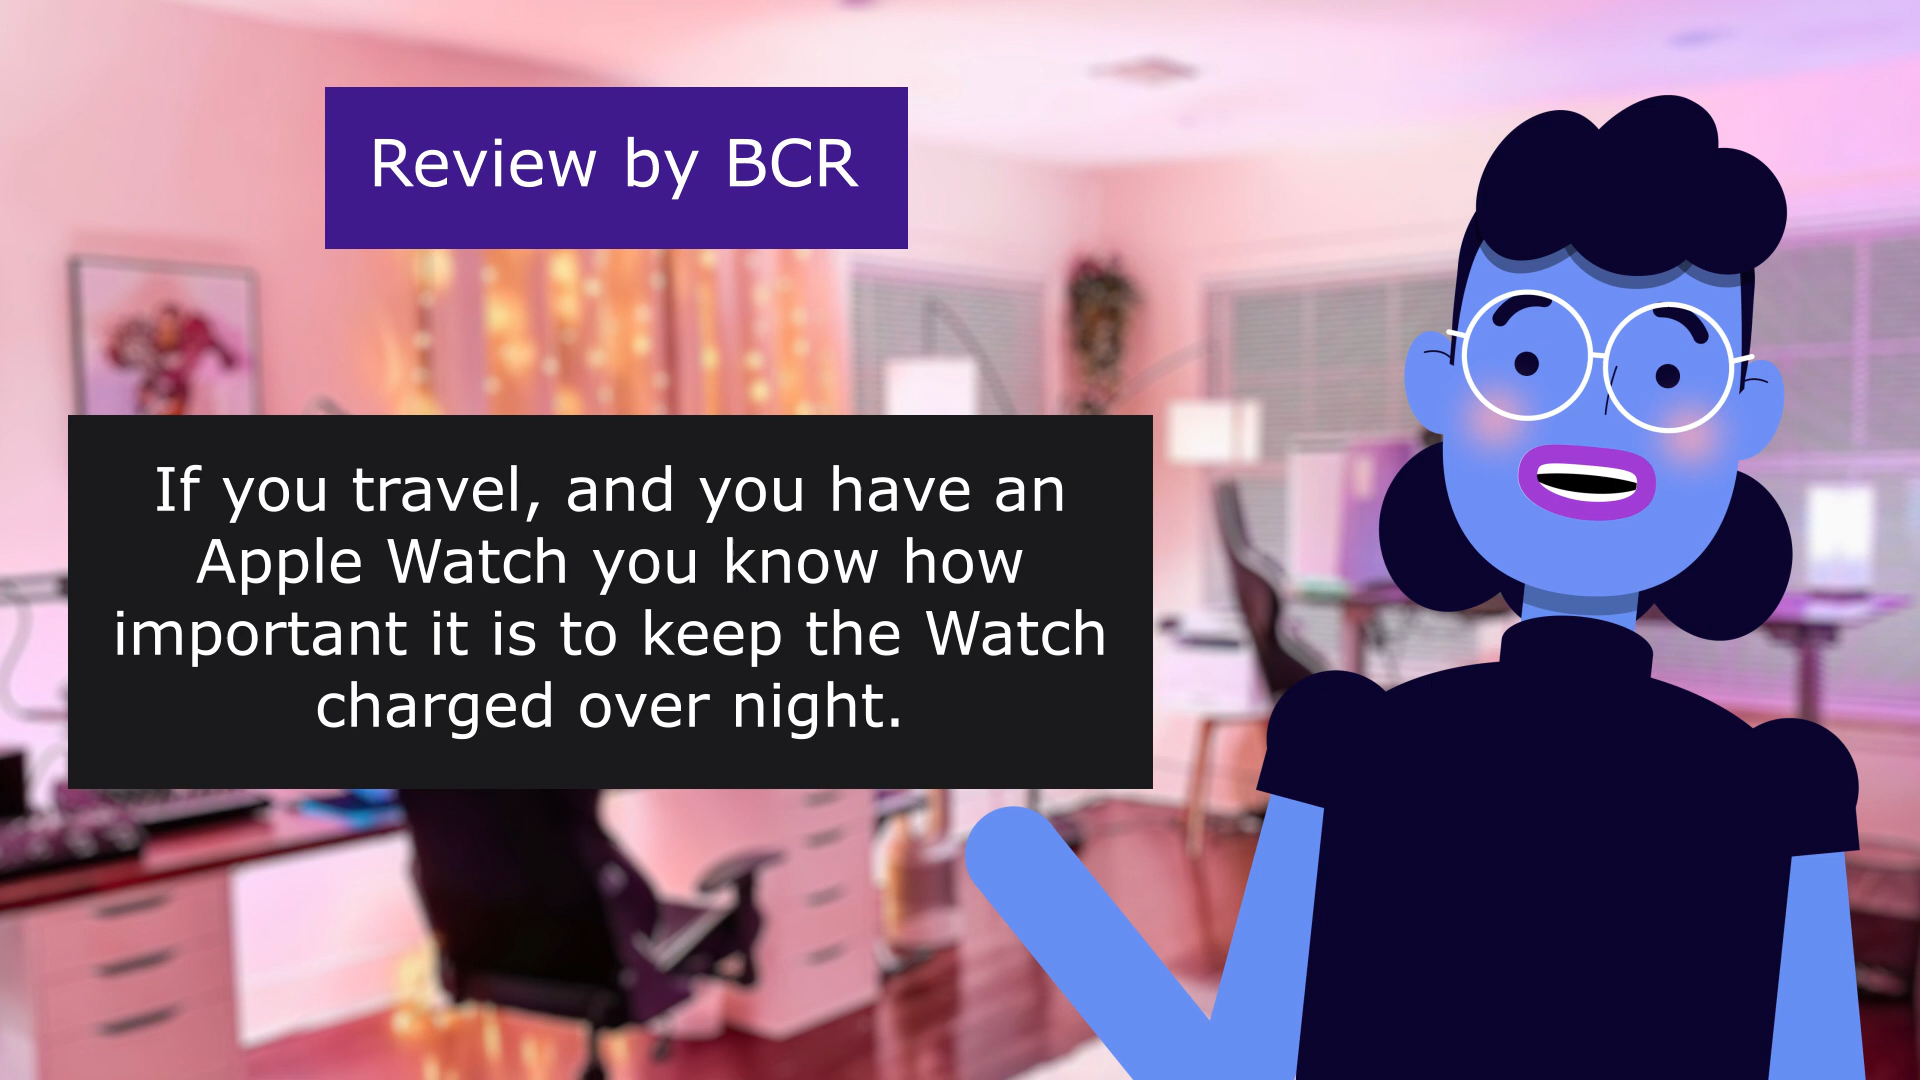 Review by BCR
If you travel, and you have an
Apple Watch you know how
important it is to keep the Watch
charged over night.